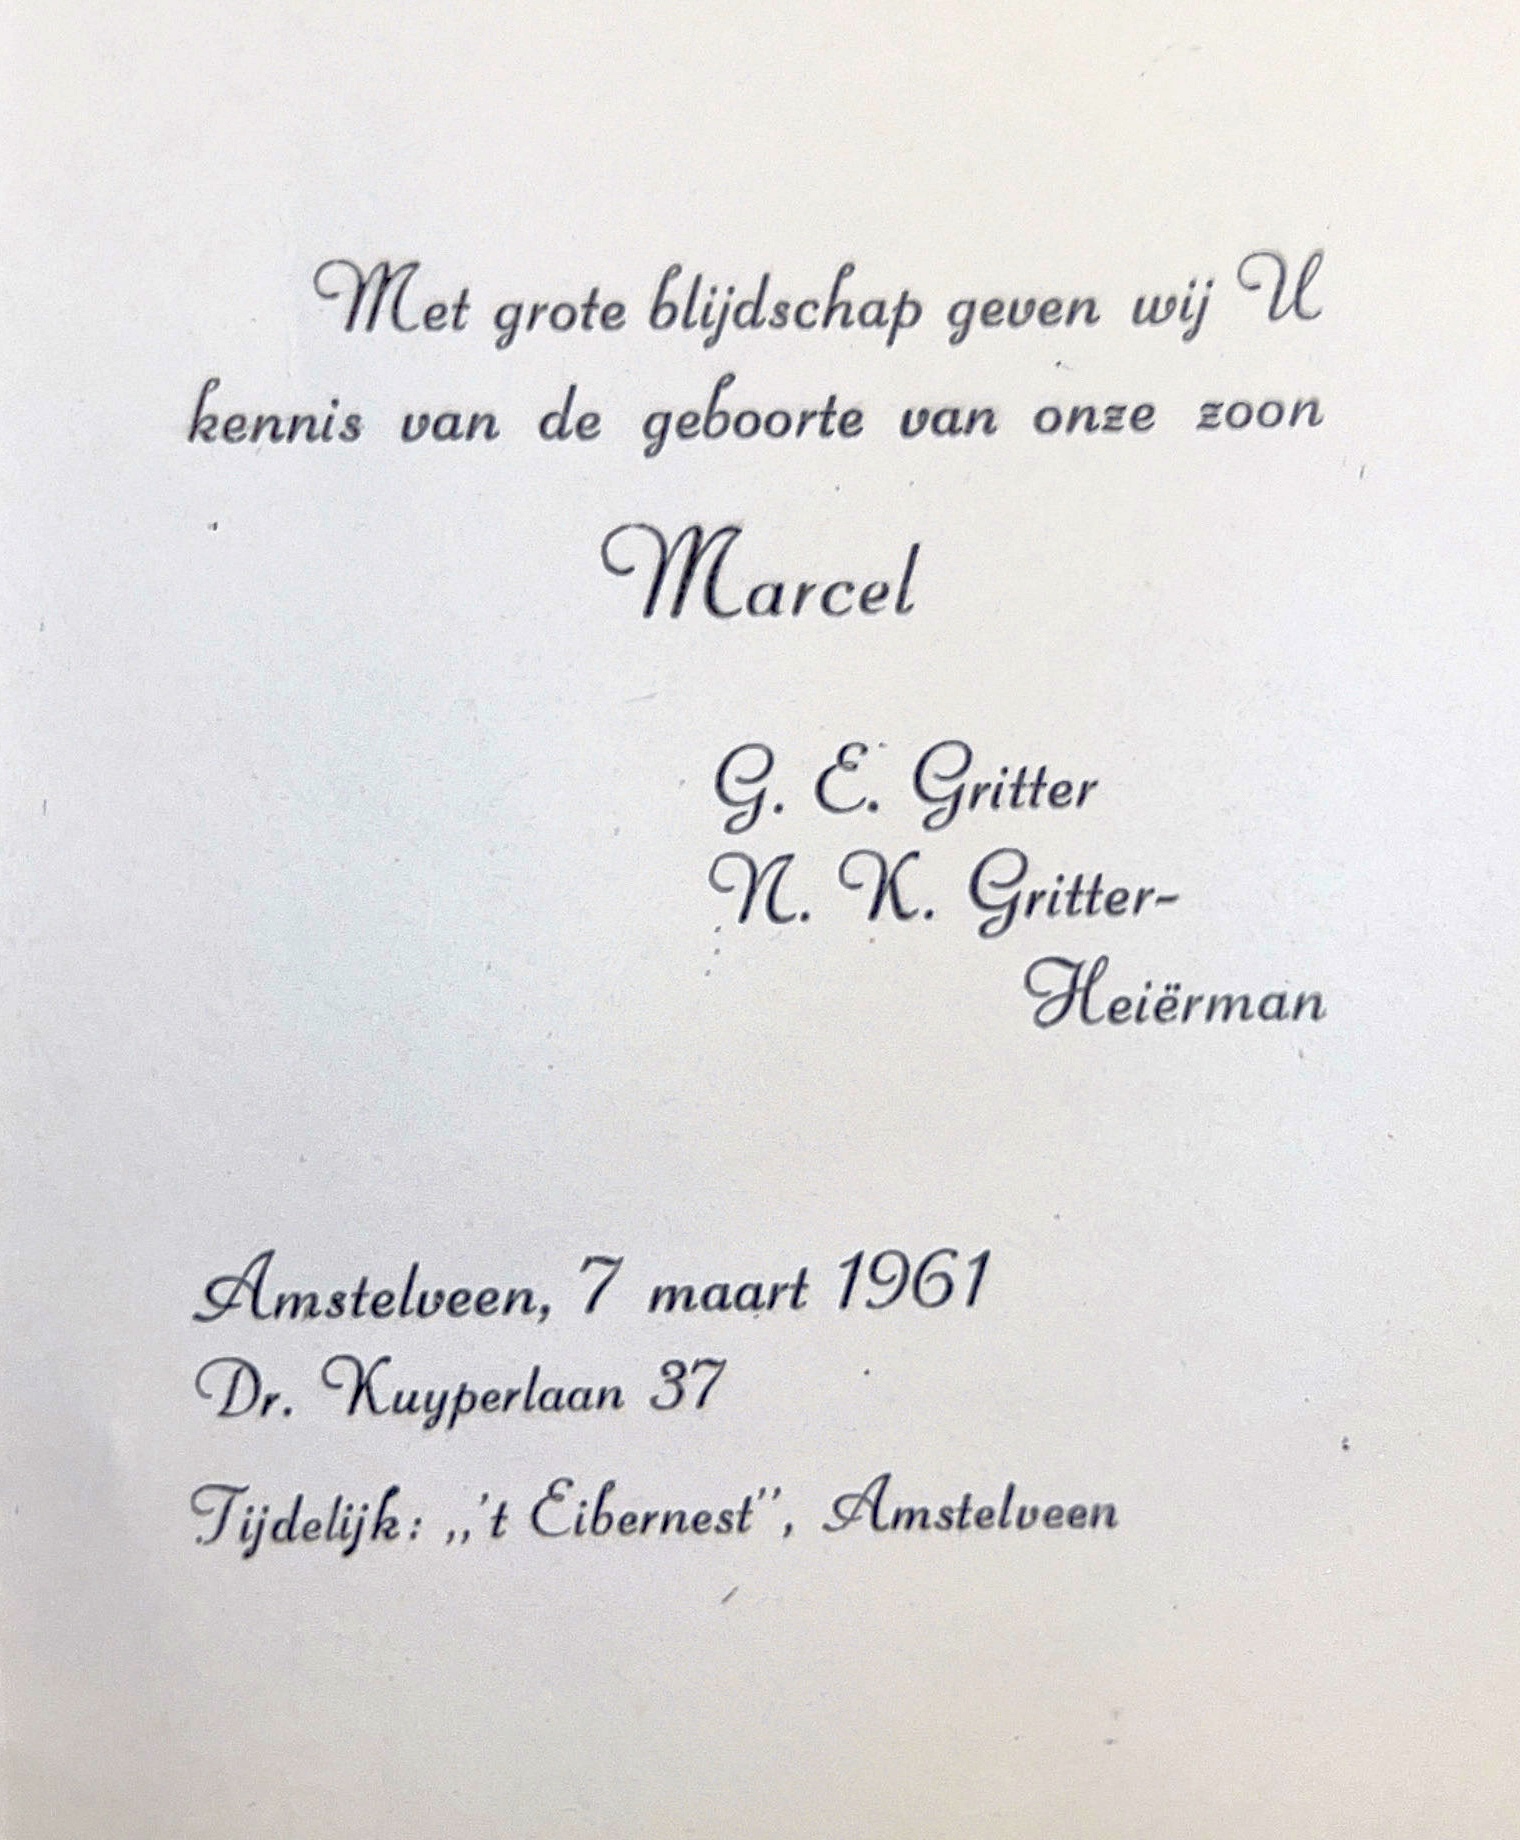 Met grote blijdschap geven wij U
kennis van de geboorte van onze zoon
Marcel
G. E. Gritter
N. K. Gritter-
Heiërman
Amstelveen, 7 maart 1961
Dr. Kuyperlaan 37
Tijdelijk: „'t Eibernest", Amstelveen